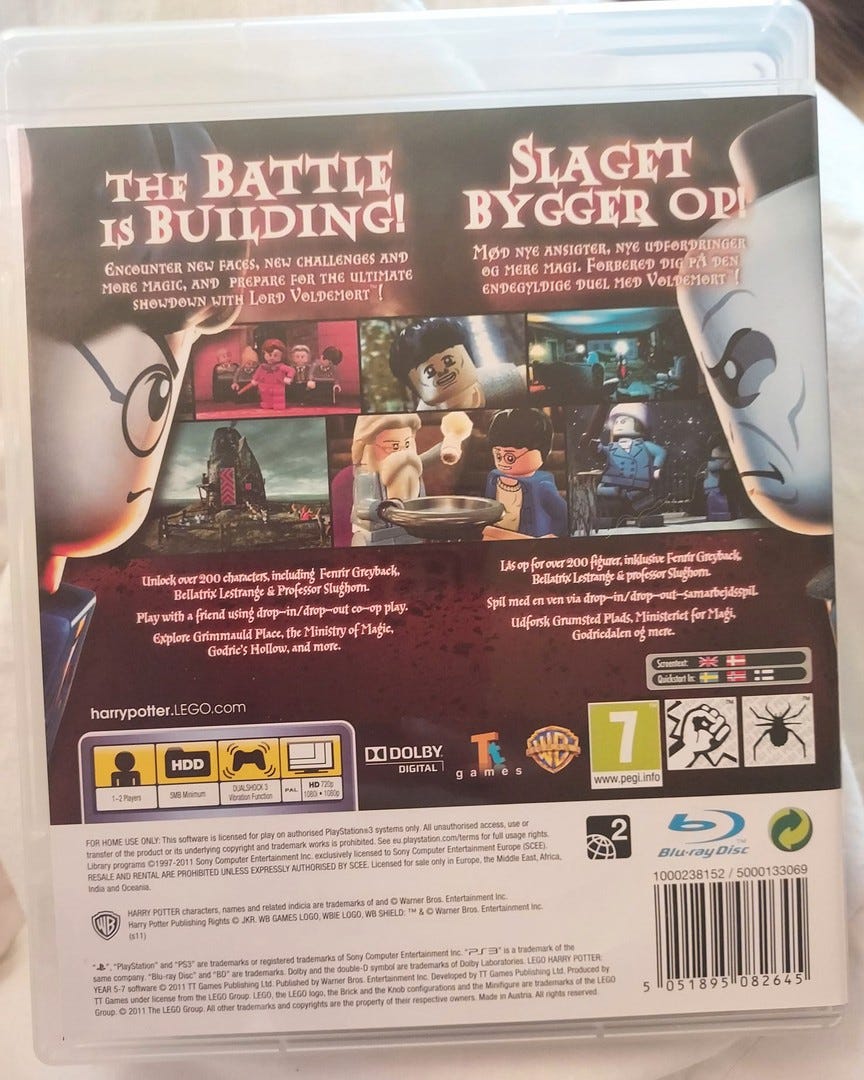 THE BATTLE
IS BUILDING!
ENCOUNTER NEW FACES, NEW CHALLENGES AND
MORE MAGIC, AND PREPARE FOR THE ULTIMATE
SHOWDOWN WITH LORD VOLDEMORT™!
SLAGET
BYGGER OP!
MØD NYE ANSIGTER, NYE UDFORDRINGER
OG MERE MAGI. FORBERED DIG PÅ DEN
ENDEGYLDIGE DUEL MED VOLDEMORT™!
Unlock over 200 characters, including Fenrir Greyback,
Bellatrix Lestrange & Professor Slughorn.
Play with a friend using drop-in/drop-out co-op play.
Explore Grimmauld Place, the Ministry of Magic,
Godric's Hollow, and more.
Lås op for over 200 figurer, inklusive Fenrir Greyback,
Bellatrix Lestrange & professor Slughorn.
Spil med en ven via drop-in/drop-out-samarbejdsspil.
Udforsk Grumsted Plads, Ministeriet for Magi,
Godricdalen og mere.
Screentext:
Quickstart In:
harrypotter.LEGO.com
1-2 Players
HDD
5MB Minimum
DUALSHOCK 3
Vibration Function
PAL
HD 720p
1080i • 1080p
DOLBY
DIGITAL
Tt
games
WB
7
www.pegi.info
FOR HOME USE ONLY: This software is licensed for play on authorised PlayStation®3 systems only. All unauthorised access, use or
transfer of the product or its underlying copyright and trademark works is prohibited. See eu.playstation.com/terms for full usage rights.
Library programs ©1997-2011 Sony Computer Entertainment Inc. exclusively licensed to Sony Computer Entertainment Europe (SCEE).
RESALE AND RENTAL ARE PROHIBITED UNLESS EXPRESSLY AUTHORISED BY SCEE. Licensed for sale only in Europe, the Middle East, Africa,
India and Oceania.
2
Blu-ray Disc™
WB
HARRY POTTER characters, names and related indicia are trademarks of and © Warner Bros. Entertainment Inc.
Harry Potter Publishing Rights © JKR. WB GAMES LOGO, WBIE LOGO, WB SHIELD: ™ & © Warner Bros. Entertainment Inc.
(s11)
1000238152 / 5000133069
5 051895 082645
"PS", "PlayStation" and "PS3" are trademarks or registered trademarks of Sony Computer Entertainment Inc. "PS3" is a trademark of the
same company. "Blu-ray Disc" and "BD" are trademarks. Dolby and the double-D symbol are trademarks of Dolby Laboratories. LEGO HARRY POTTER:
YEAR 5-7 software © 2011 TT Games Publishing Ltd. Published by Warner Bros. Entertainment Inc. Developed by TT Games Publishing Ltd. Produced by
TT Games under license from the LEGO Group. LEGO, the LEGO logo, the Brick and the Knob configurations and the Minifigure are trademarks of the LEGO
Group. © 2011 The LEGO Group. All other trademarks and copyrights are the property of their respective owners. Made in Austria. All rights reserved.